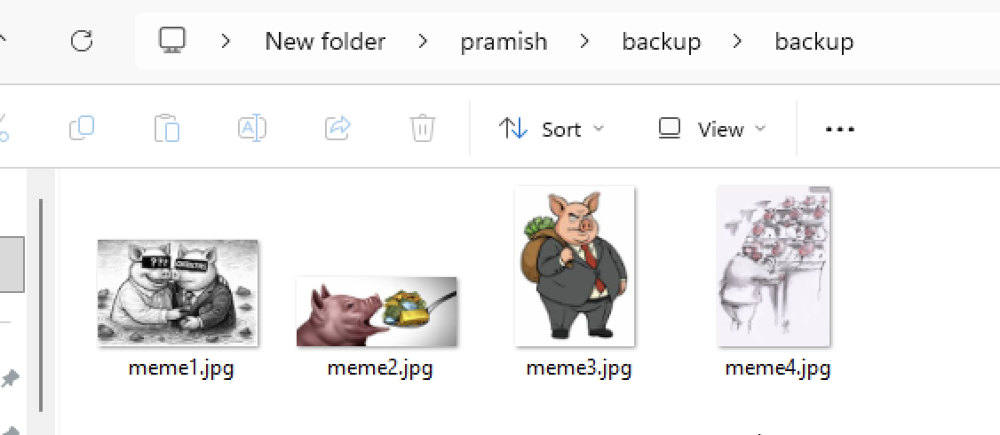 New folder > pramish > backup > backup
Sort View
???
meme1.jpg meme2.jpg meme3.jpg meme4.jpg